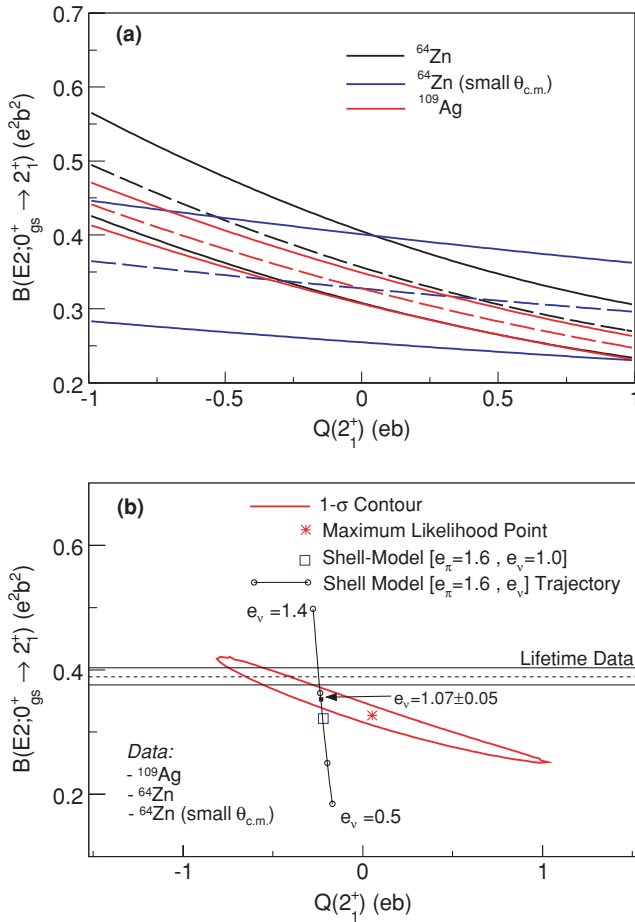 (a)
⁶⁴Zn
⁶⁴Zn (small θc.m.)
¹⁰⁹Ag
B(E2;0⁺gs → 2⁺1) (e²b²)
0.7
0.6
0.5
0.4
0.3
0.2
-1 -0.5 0 0.5 1
Q(2⁺1) (eb)
(b)
1-σ Contour
Maximum Likelihood Point
Shell-Model [eπ=1.6 , eν=1.0]
Shell Model [eπ=1.6 , eν] Trajectory
eν =1.4
Lifetime Data
eν=1.07±0.05
eν =0.5
Data:
- ¹⁰⁹Ag
- ⁶⁴Zn
- ⁶⁴Zn (small θc.m.)
B(E2;0⁺gs → 2⁺1) (e²b²)
0.6
0.4
0.2
-1 0 1
Q(2⁺1) (eb)